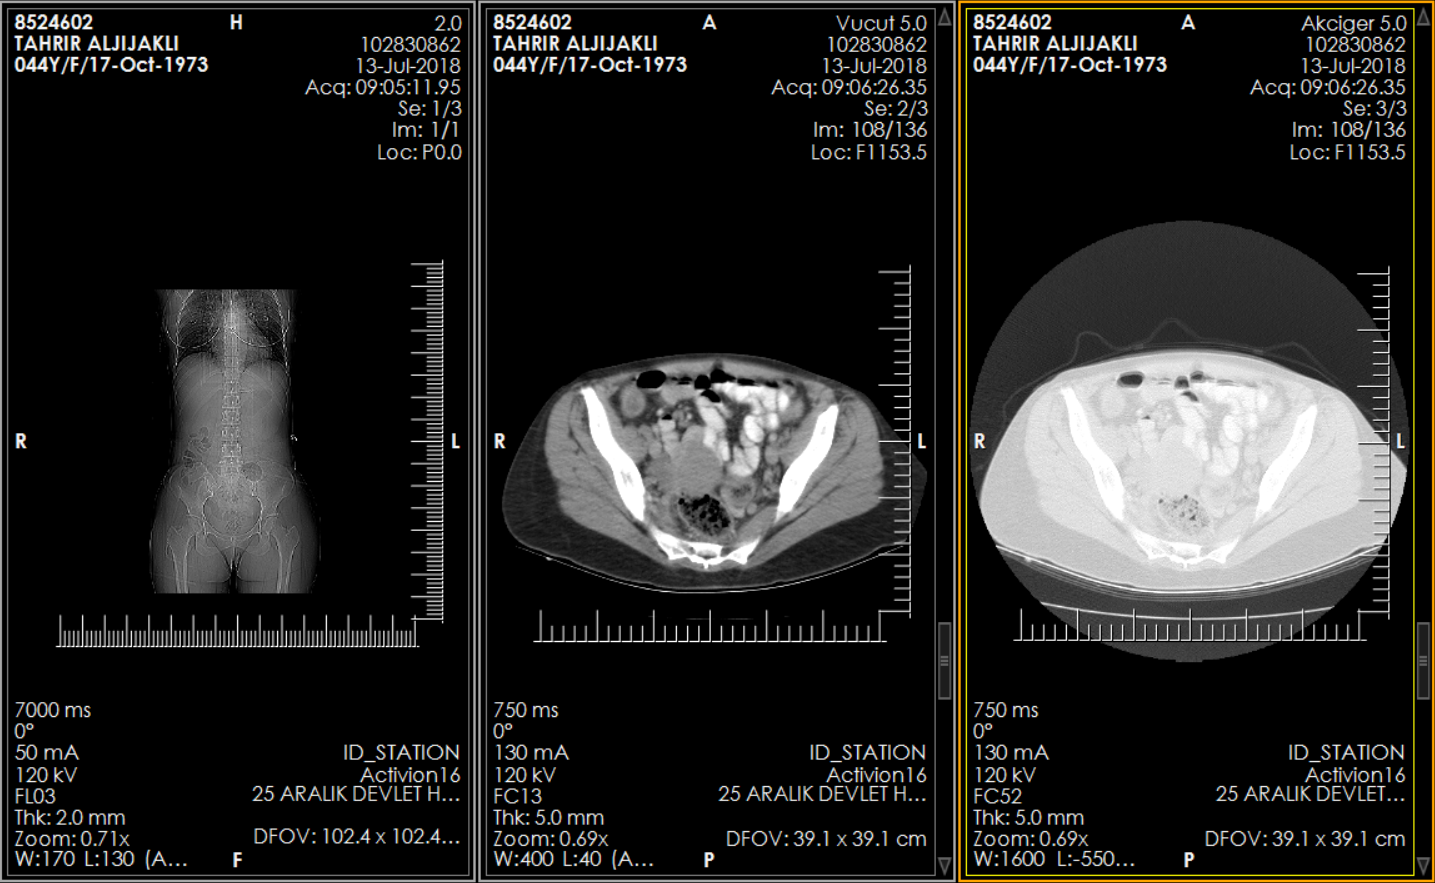 8524602 H 2.0
TAHRIR ALJIJAKLI 102830862
044Y/F/17-Oct-1973 13-Jul-2018
Acq: 09:05:11.95
Se: 1/3
Im: 1/1
Loc: P0.0
R L
7000 ms
0°
50 mA ID_STATION
120 kV Activion16
FL03 25 ARALIK DEVLET H...
Thk: 2.0 mm
Zoom: 0.71x DFOV: 102.4 x 102.4...
W:170 L:130 (A... F
8524602 A Vucut 5.0
TAHRIR ALJIJAKLI 102830862
044Y/F/17-Oct-1973 13-Jul-2018
Acq: 09:06:26.35
Se: 2/3
Im: 108/136
Loc: F1153.5
R L
750 ms
0°
130 mA ID_STATION
120 kV Activion16
FC13 25 ARALIK DEVLET H...
Thk: 5.0 mm
Zoom: 0.69x DFOV: 39.1 x 39.1 cm
W:400 L:40 (A... P
8524602 A Akciger 5.0
TAHRIR ALJIJAKLI 102830862
044Y/F/17-Oct-1973 13-Jul-2018
Acq: 09:06:26.35
Se: 3/3
Im: 108/136
Loc: F1153.5
R L
750 ms
0°
130 mA ID_STATION
120 kV Activion16
FC52 25 ARALIK DEVLET...
Thk: 5.0 mm
Zoom: 0.69x DFOV: 39.1 x 39.1 cm
W:1600 L:-550... P